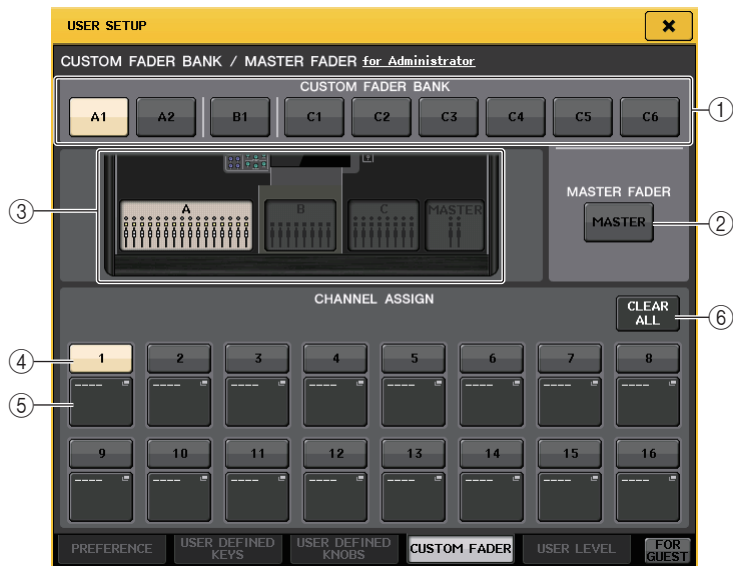 USER SETUP
CUSTOM FADER BANK / MASTER FADER for Administrator
CUSTOM FADER BANK
A1 A2 B1 C1 C2 C3 C4 C5 C6
①
A B C MASTER
③
MASTER FADER
MASTER
②
CHANNEL ASSIGN
CLEAR ALL
⑥
④
1 2 3 4 5 6 7 8
⑤
---- ---- ---- ---- ---- ---- ---- ----
9 10 11 12 13 14 15 16
---- ---- ---- ---- ---- ---- ---- ----
PREFERENCE USER DEFINED KEYS USER DEFINED KNOBS CUSTOM FADER USER LEVEL FOR GUEST